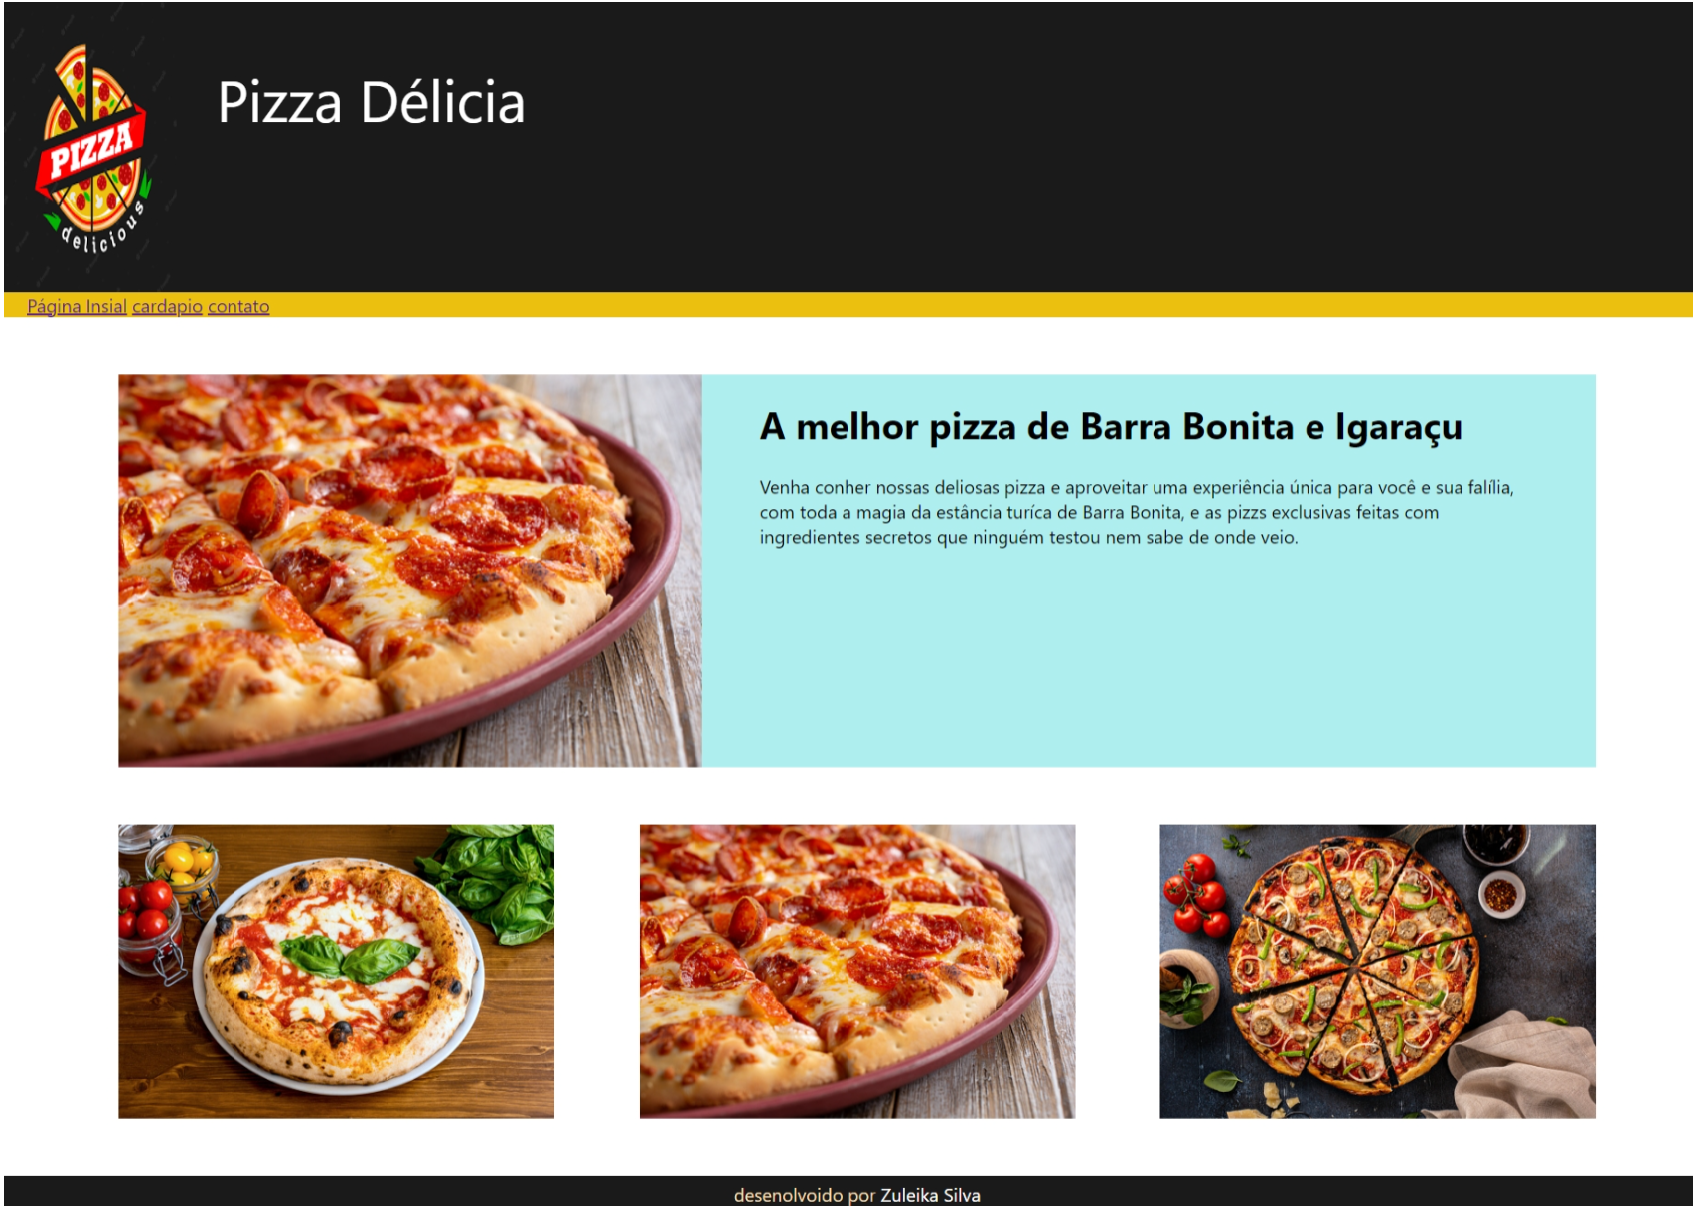 PIZZA
delicious
Pizza Délicia
Página Insial cardapio contato
A melhor pizza de Barra Bonita e Igaraçu
Venha conher nossas deliosas pizza e aproveitar uma experiência única para você e sua falília,
com toda a magia da estância turíca de Barra Bonita, e as pizzs exclusivas feitas com
ingredientes secretos que ninguém testou nem sabe de onde veio.
desenolvoido por Zuleika Silva